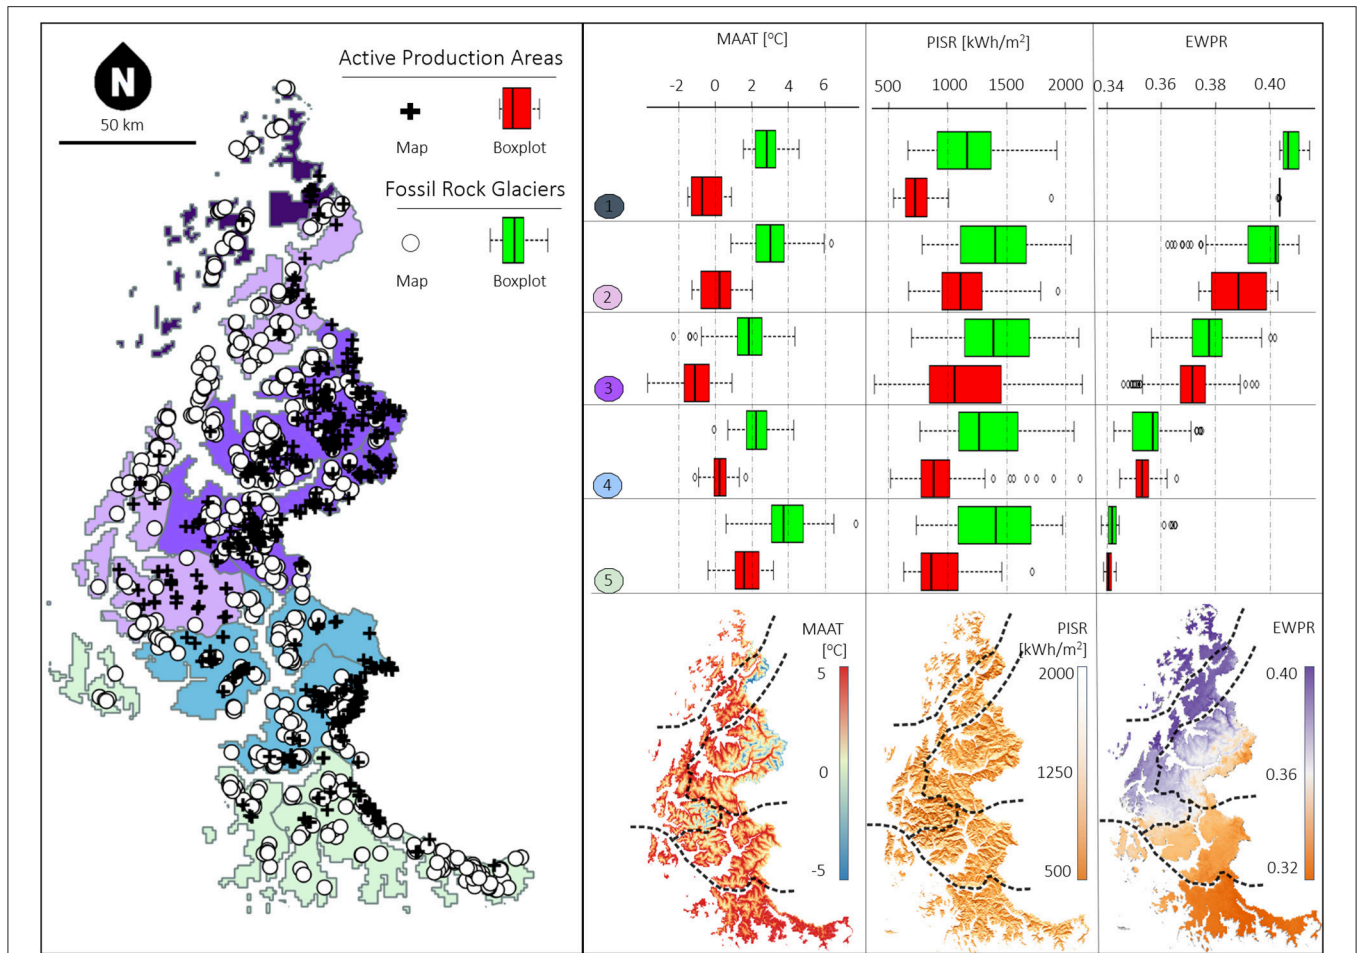 N
50 km
Active Production Areas
Map
Boxplot
Fossil Rock Glaciers
Map
Boxplot
MAAT [°C]
PISR [kWh/m²]
EWPR
-2 0 2 4 6
500 1000 1500 2000
0.34 0.36 0.38 0.40
1
2
3
4
5
MAAT
[°C]
5
0
-5
PISR
[kWh/m²]
2000
1250
500
EWPR
0.40
0.36
0.32